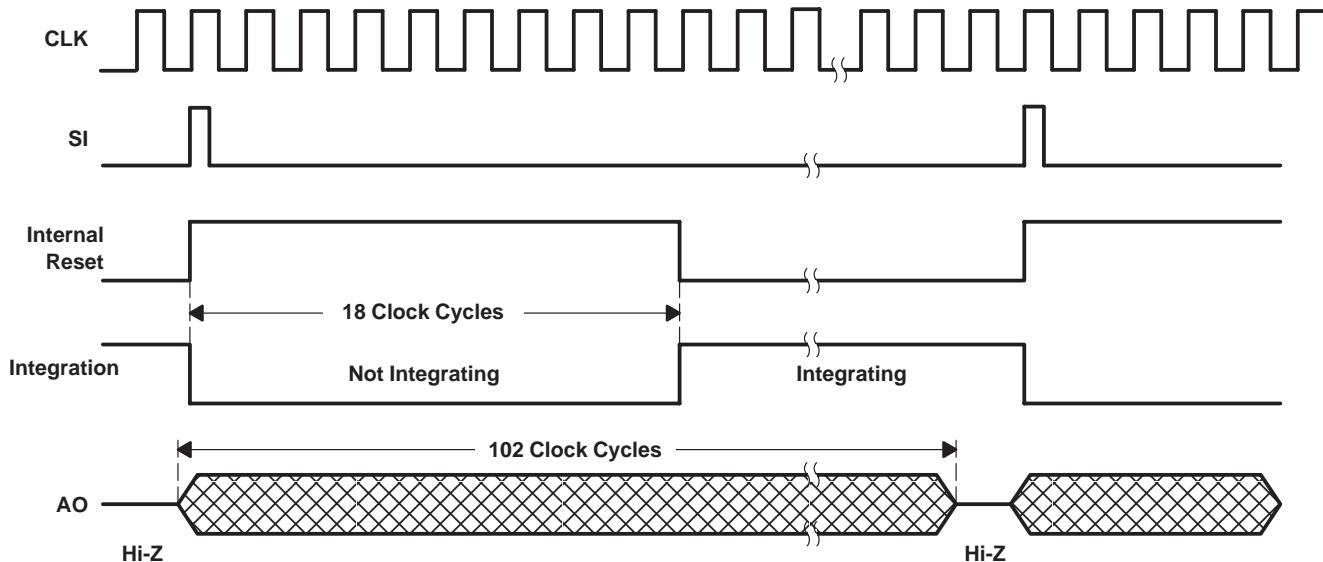 CLK
SI
Internal
Reset
18 Clock Cycles
Integration
Not Integrating
Integrating
102 Clock Cycles
AO
Hi-Z
Hi-Z